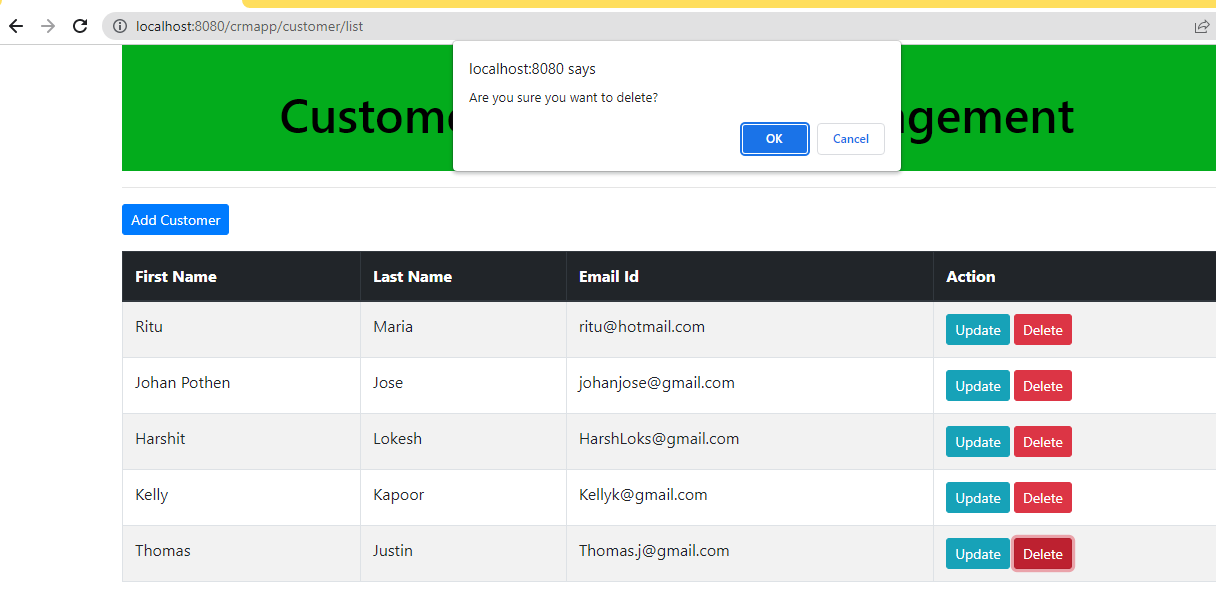 localhost:8080/crmapp/customer/list
localhost:8080 says
Are you sure you want to delete?
OK Cancel
Add Customer
First Name Last Name Email Id Action
Ritu Maria ritu@hotmail.com Update Delete
Johan Pothen Jose johanjose@gmail.com Update Delete
Harshit Lokesh HarshLoks@gmail.com Update Delete
Kelly Kapoor Kellyk@gmail.com Update Delete
Thomas Justin Thomas.j@gmail.com Update Delete